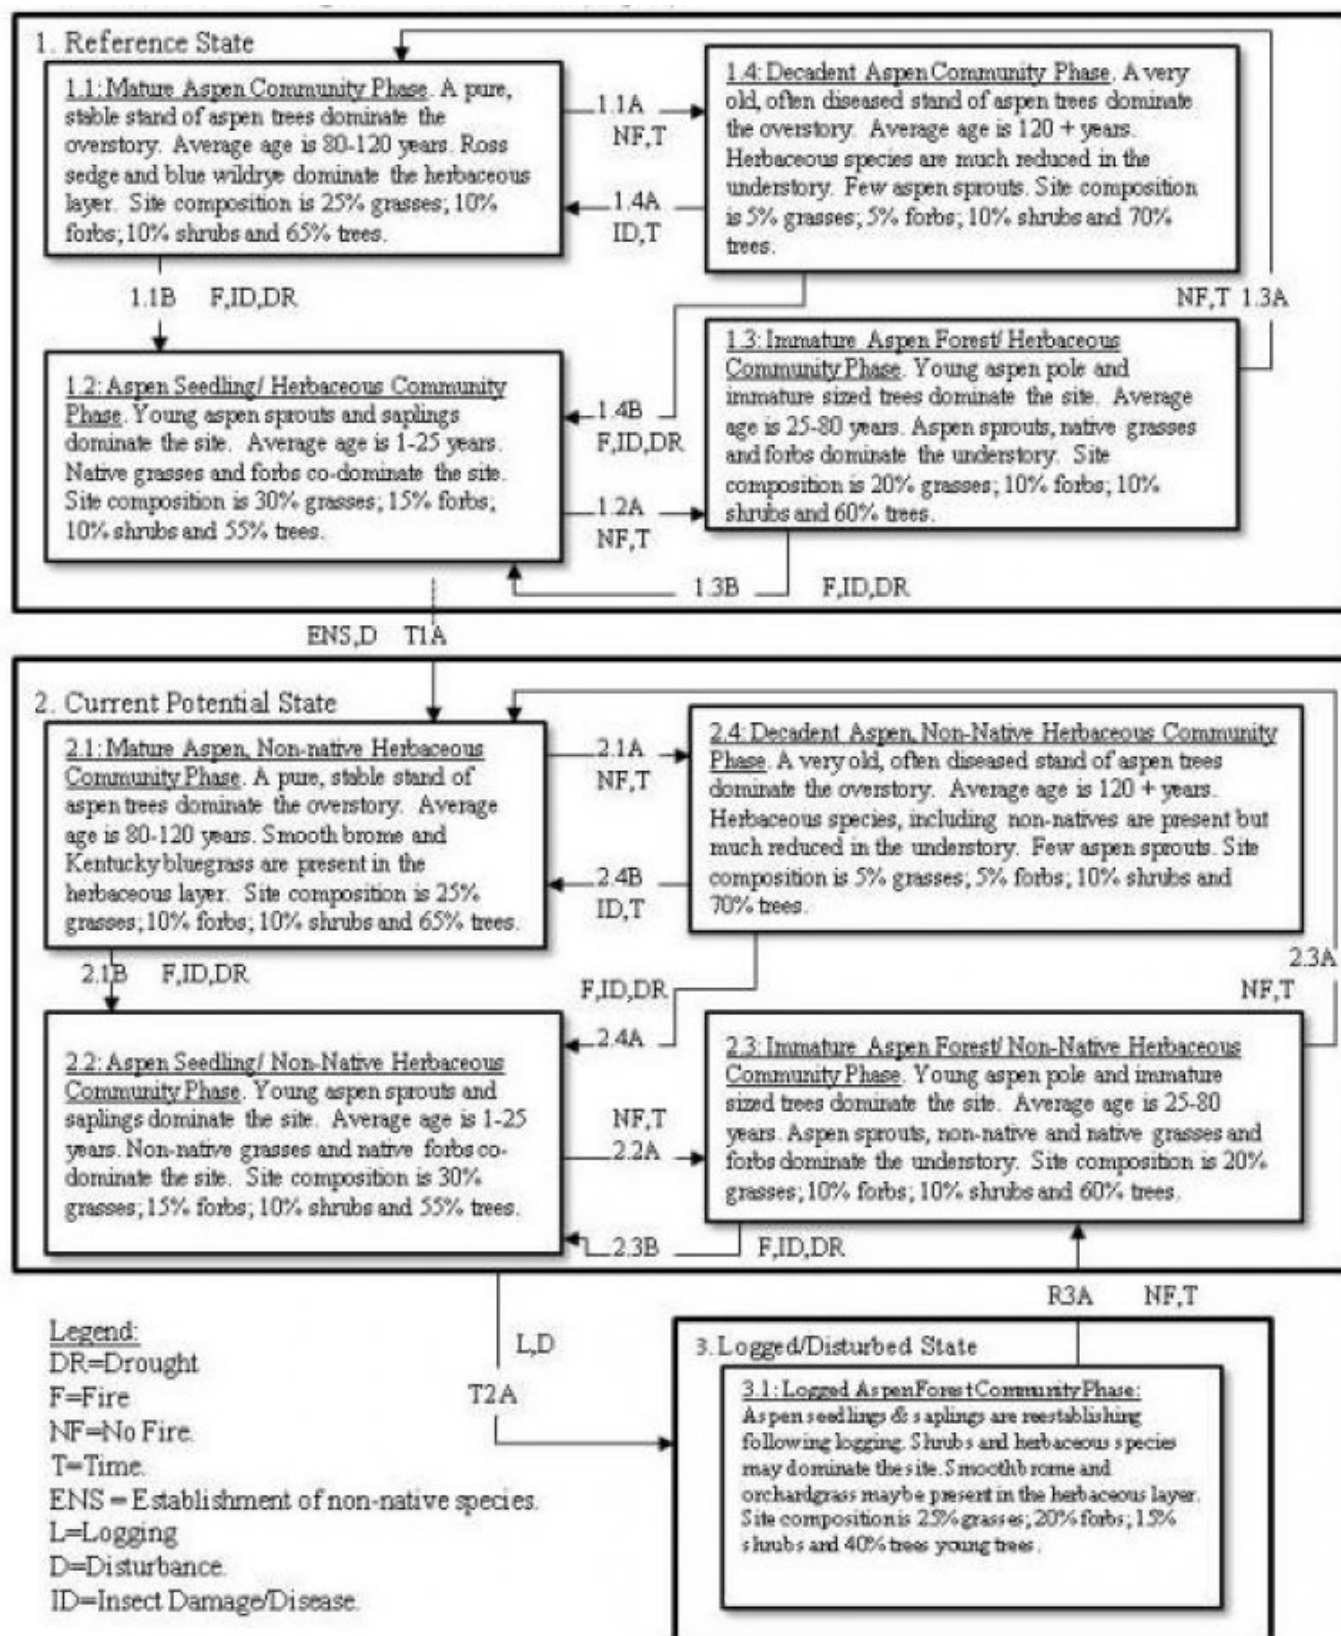 1. Reference State
1.1: Mature Aspen Community Phase. A pure,
stable stand of aspen trees dominate the
overstory. Average age is 80-120 years. Ross
sedge and blue wildrye dominate the herbaceous
layer. Site composition is 25% grasses; 10%
forbs; 10% shrubs and 65% trees.
1.1A
NF,T
1.4A
ID,T
1.4: Decadent Aspen Community Phase. A very
old, often diseased stand of aspen trees dominate
the overstory. Average age is 120 + years.
Herbaceous species are much reduced in the
understory. Few aspen sprouts. Site composition
is 5% grasses; 5% forbs; 10% shrubs and 70%
trees.
1.1B F,ID,DR
NF,T 1.3A
1.2: Aspen Seedling/ Herbaceous Community
Phase. Young aspen sprouts and saplings
dominate the site. Average age is 1-25 years.
Native grasses and forbs co-dominate the site.
Site composition is 30% grasses; 15% forbs;
10% shrubs and 55% trees.
1.4B
F,ID,DR
1.2A
NF,T
1.3: Immature Aspen Forest/ Herbaceous
Community Phase. Young aspen pole and
immature sized trees dominate the site. Average
age is 25-80 years. Aspen sprouts, native grasses
and forbs dominate the understory. Site
composition is 20% grasses; 10% forbs; 10%
shrubs and 60% trees.
1.3B F,ID,DR
ENS,D T1A
2. Current Potential State
2.1: Mature Aspen, Non-native Herbaceous
Community Phase. A pure, stable stand of
aspen trees dominate the overstory. Average
age is 80-120 years. Smooth brome and
Kentucky bluegrass are present in the
herbaceous layer. Site composition is 25%
grasses; 10% forbs; 10% shrubs and 65% trees.
2.1A
NF,T
2.4B
ID,T
2.4: Decadent Aspen, Non-Native Herbaceous Community
Phase. A very old, often diseased stand of aspen trees
dominate the overstory. Average age is 120 + years.
Herbaceous species, including non-natives are present but
much reduced in the understory. Few aspen sprouts. Site
composition is 5% grasses; 5% forbs; 10% shrubs and
70% trees.
2.1B F,ID,DR
F,ID,DR
2.4A
2.3A
NF,T
2.2: Aspen Seedling/ Non-Native Herbaceous
Community Phase. Young aspen sprouts and
saplings dominate the site. Average age is 1-25
years. Non-native grasses and native forbs co-
dominate the site. Site composition is 30%
grasses; 15% forbs; 10% shrubs and 55% trees.
NF,T
2.2A
2.3: Immature Aspen Forest/ Non-Native Herbaceous
Community Phase. Young aspen pole and immature
sized trees dominate the site. Average age is 25-80
years. Aspen sprouts, non-native and native grasses and
forbs dominate the understory. Site composition is 20%
grasses; 10% forbs; 10% shrubs and 60% trees.
2.3B F,ID,DR
R3A NF,T
L,D
T2A
Legend:
DR=Drought
F=Fire
NF=No Fire.
T=Time.
ENS = Establishment of non-native species.
L=Logging
D=Disturbance.
ID=Insect Damage/Disease.
3. Logged/Disturbed State
3.1: Logged Aspen Forest Community Phase:
Aspen seedlings & saplings are reestablishing
following logging. Shrubs and herbaceous species
may dominate the site. Smooth brome and
orchardgrass maybe present in the herbaceous layer.
Site composition is 25% grasses; 20% forbs; 15%
shrubs and 40% trees young trees.